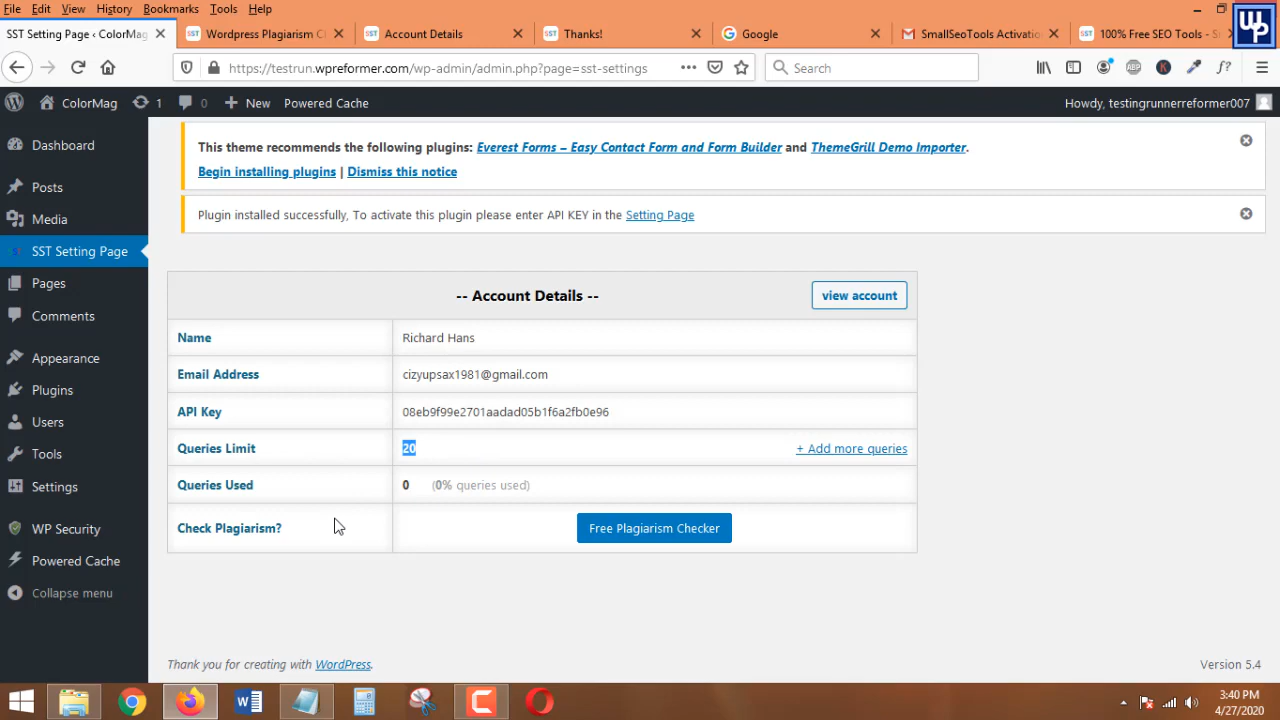 File Edit View History Bookmarks Tools Help
SST Setting Page ‹ ColorMag
Wordpress Plagiarism C
Account Details
Thanks!
Google
SmallSeoTools Activatio
100% Free SEO Tools - S
https://testrun.wpreformer.com/wp-admin/admin.php?page=sst-settings
Search
ColorMag 1 0 New Powered Cache
Howdy, testingrunnerreformer007
Dashboard
Posts
Media
SST Setting Page
Pages
Comments
Appearance
Plugins
Users
Tools
Settings
WP Security
Powered Cache
Collapse menu
This theme recommends the following plugins: Everest Forms – Easy Contact Form and Form Builder and ThemeGrill Demo Importer.
Begin installing plugins | Dismiss this notice
Plugin installed successfully, To activate this plugin please enter API KEY in the Setting Page
-- Account Details --
view account
Name Richard Hans
Email Address cizyupsax1981@gmail.com
API Key 08eb9f99e2701aadad05b1f6a2fb0e96
Queries Limit 20 + Add more queries
Queries Used 0 (0% queries used)
Check Plagiarism? Free Plagiarism Checker
Thank you for creating with WordPress.
Version 5.4
3:40 PM
4/27/2020